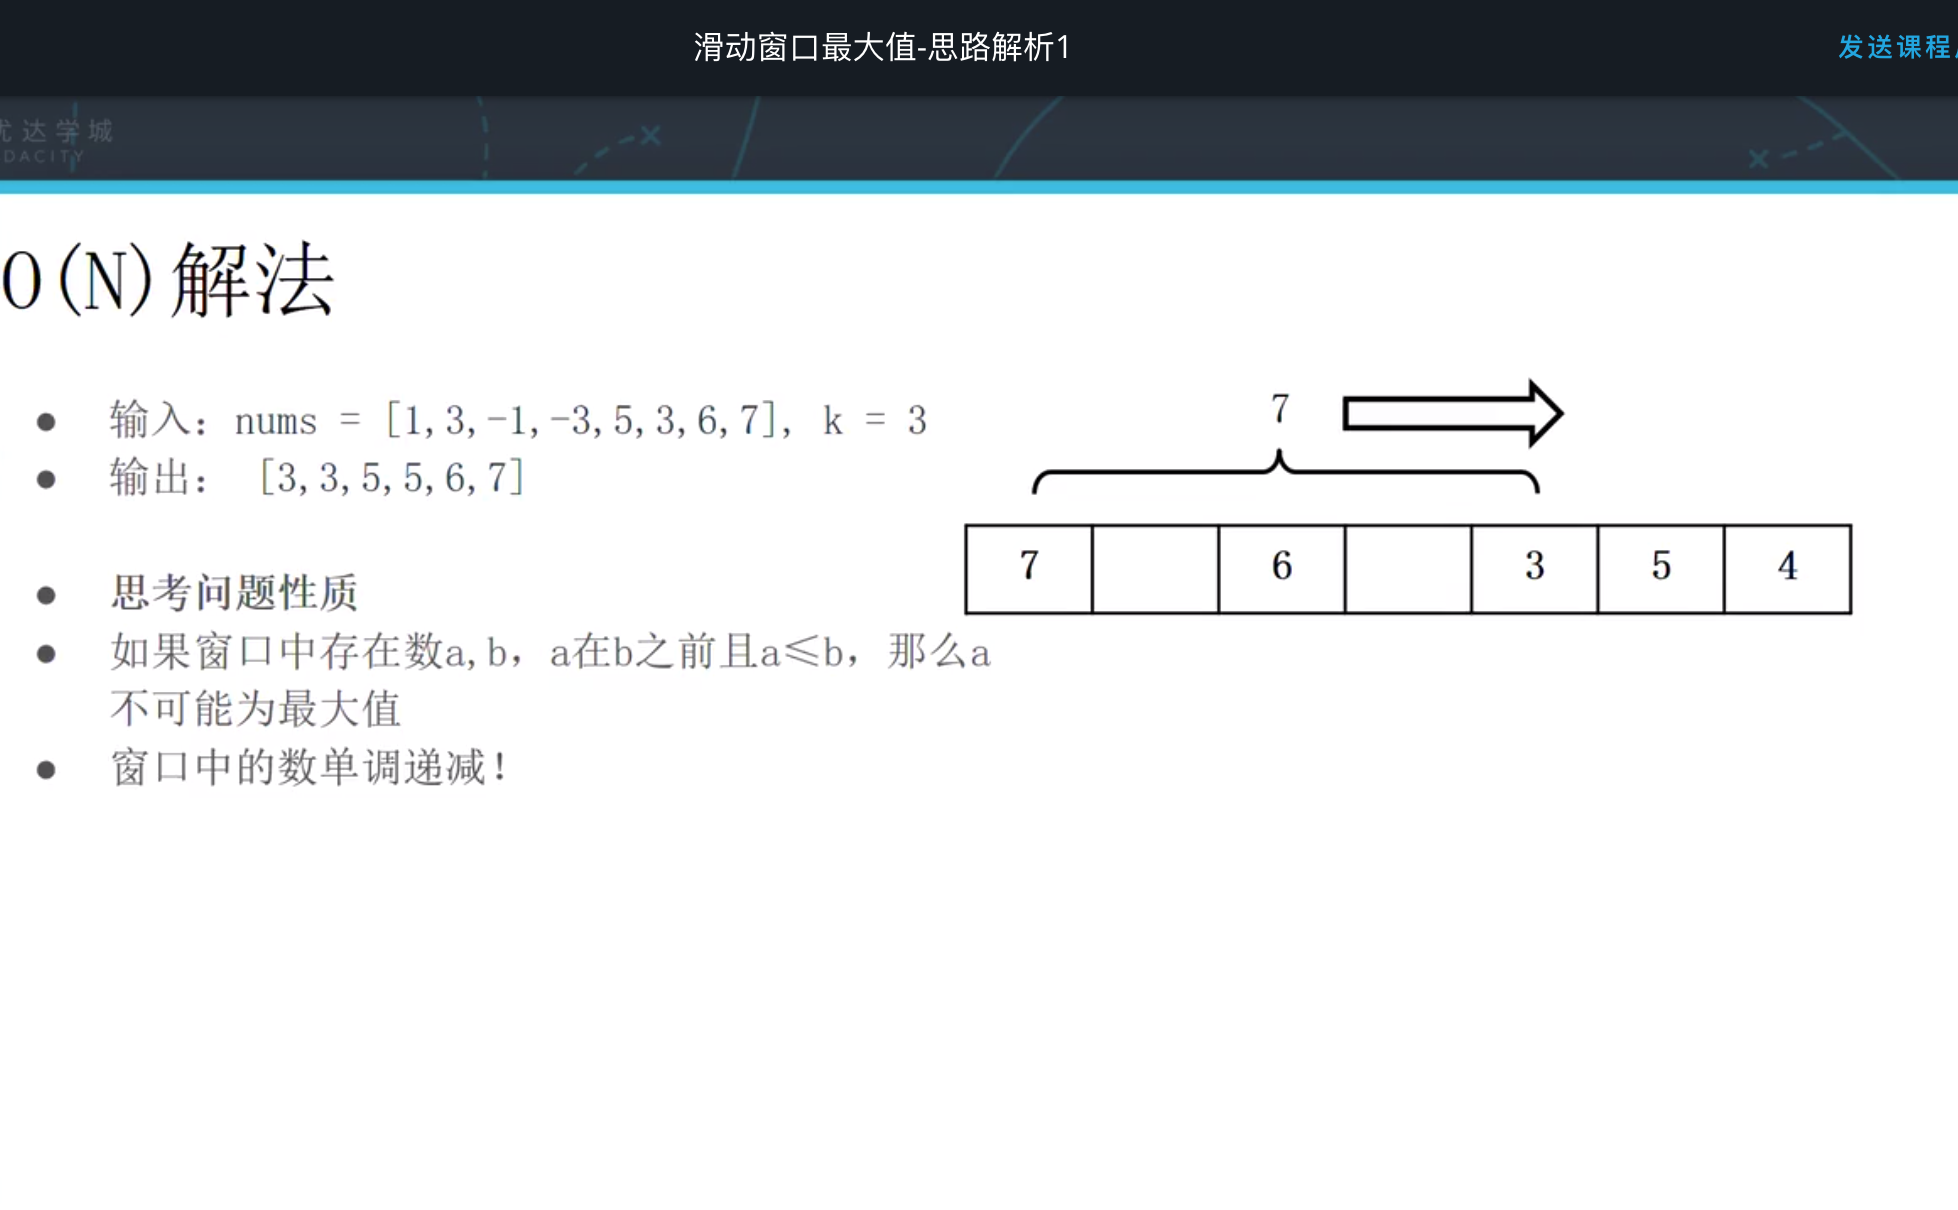 滑动窗口最大值-思路解析1
发送课程
优达学城
DACITY
O(N)解法
输入：nums = [1,3,-1,-3,5,3,6,7], k = 3
输出： [3,3,5,5,6,7]
思考问题性质
如果窗口中存在数a,b，a在b之前且a≤b，那么a
不可能为最大值
窗口中的数单调递减！
7
7 6 3 5 4